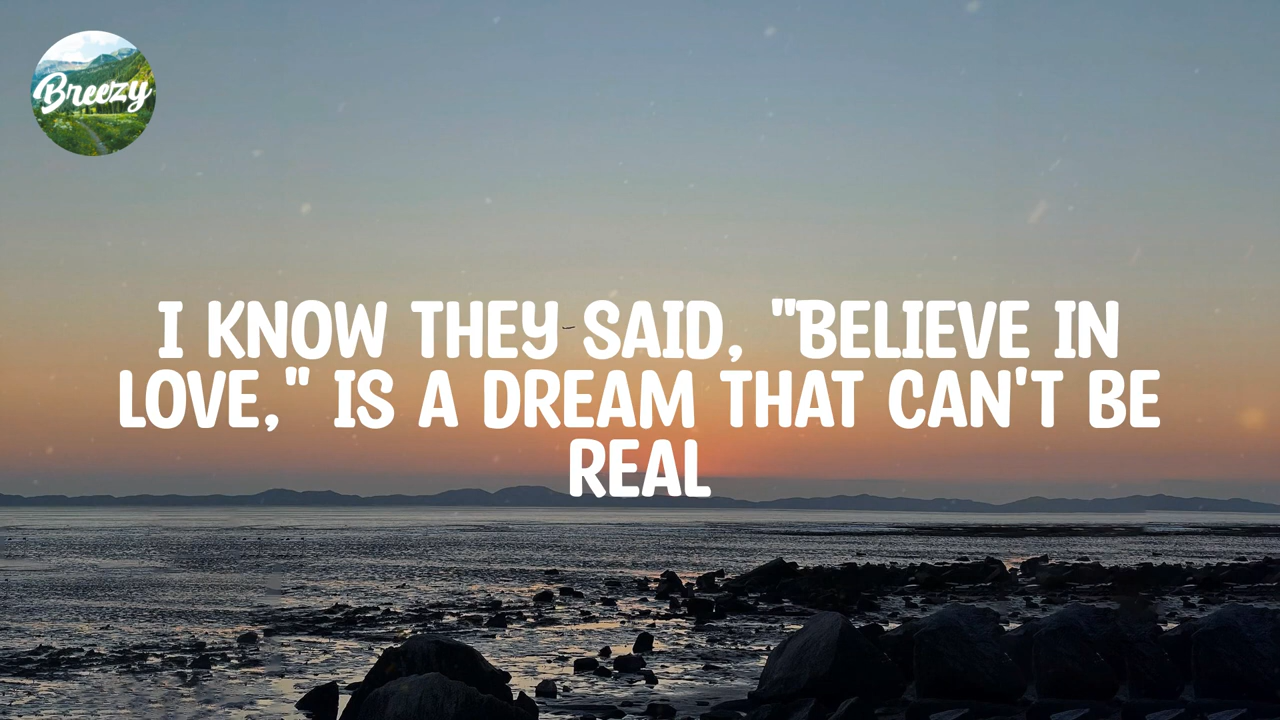 Breezy
I KNOW THEY SAID, "BELIEVE IN
LOVE," IS A DREAM THAT CAN'T BE
REAL